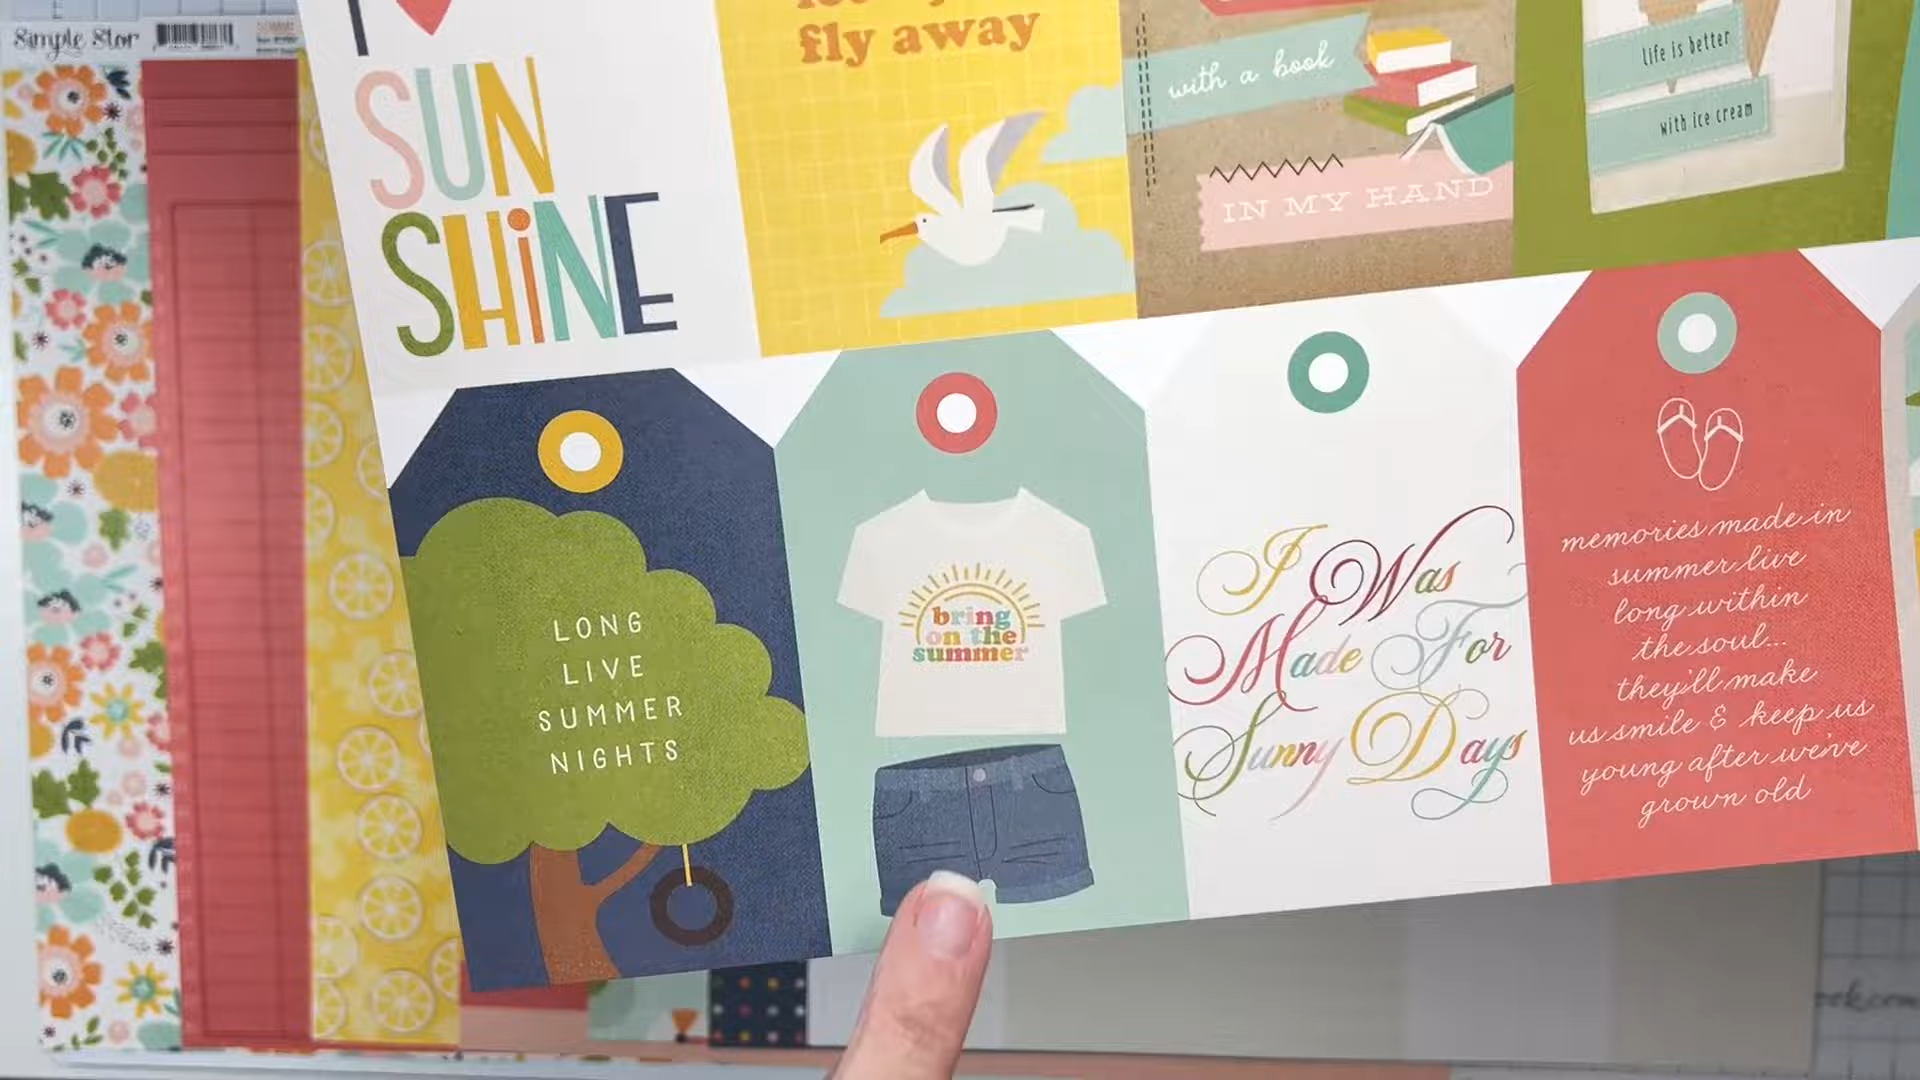 Simple Stor
I
SUN
SHiNE
fly away
with a book
IN MY HAND
life is better
with ice cream
LONG
LIVE
SUMMER
NIGHTS
bring
on the
summer
I Was
Made For
Sunny Days
memories made in
summer live
long within
the soul...
they'll make
us smile & keep us
young after we've
grown old